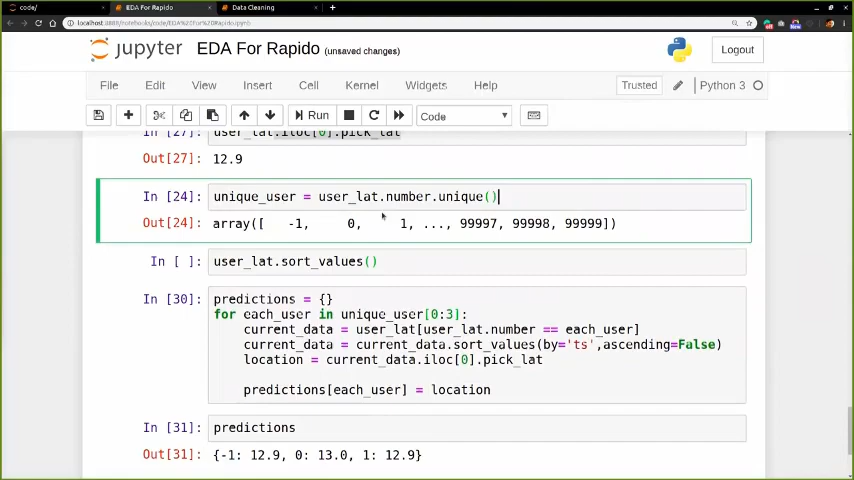 code/ EDA For Rapido Data Cleaning
localhost:8888/notebooks/code/EDA%20For%20Rapido.ipynb
jupyter EDA For Rapido (unsaved changes) Logout
File Edit View Insert Cell Kernel Widgets Help Trusted Python 3
Run Code
In [27] user_lat.iloc[0].pick_lat
Out[27]: 12.9
In [24] unique_user = user_lat.number.unique()
Out[24]: array([ -1, 0, 1, ..., 99997, 99998, 99999])
In [ ]: user_lat.sort_values()
In [30]: predictions = {}
for each_user in unique_user[0:3]:
current_data = user_lat[user_lat.number == each_user]
current_data = current_data.sort_values(by='ts',ascending=False)
location = current_data.iloc[0].pick_lat
predictions[each_user] = location
In [31]: predictions
Out[31]: {-1: 12.9, 0: 13.0, 1: 12.9}